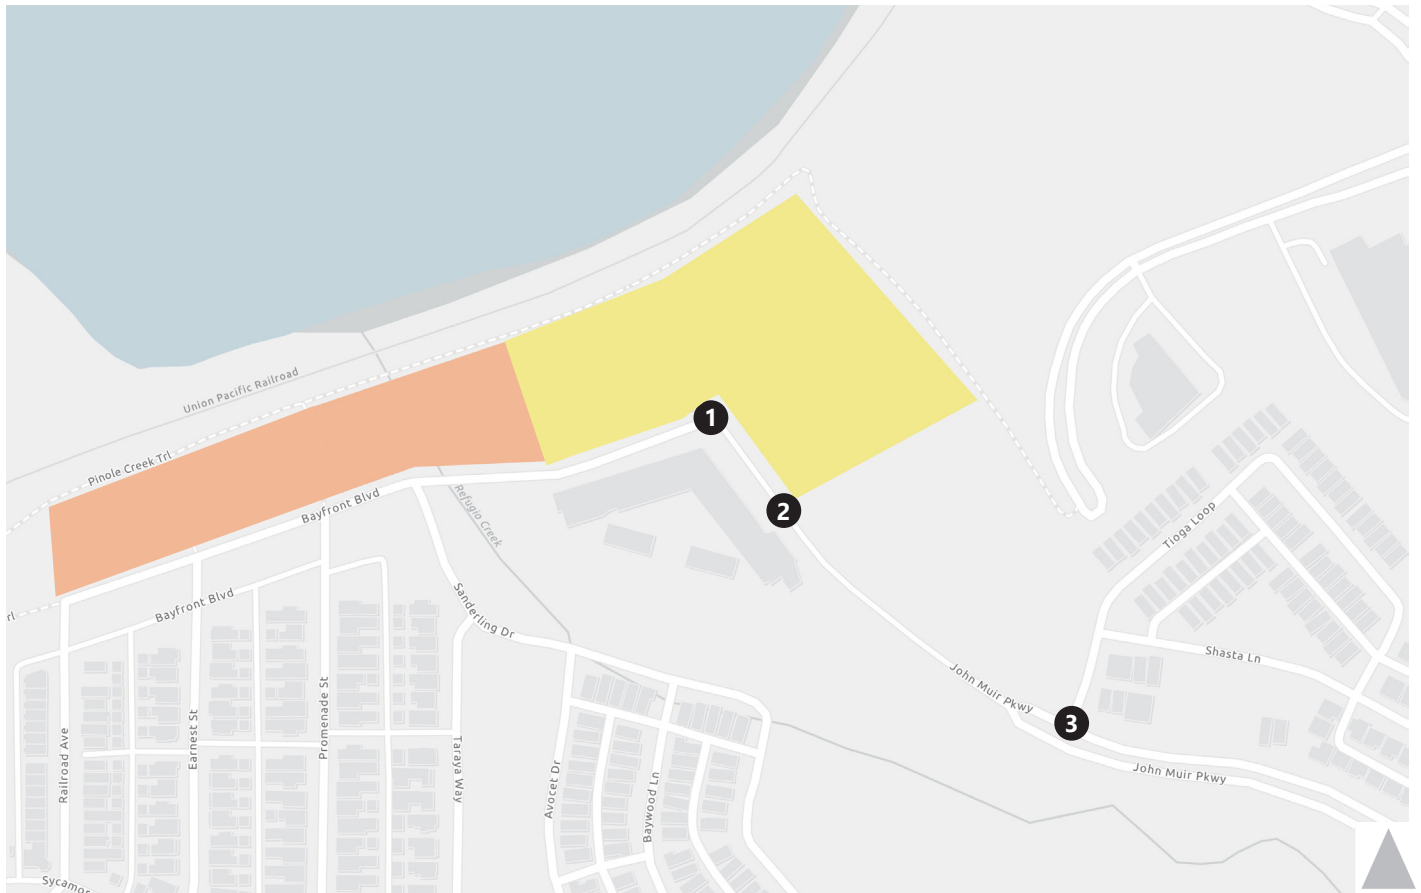 Union Pacific Railroad
1
Pinole Creek Trl
Bayfront Blvd
Refugio Creek
2
Tioga Loop
rl
Bayfront Blvd
Sanderling Dr
Shasta Ln
John Muir Pkwy
3
Railroad Ave
Earnest St
Promenade St
Taraya Way
Avocet Dr
Baywood Ln
John Muir Pkwy
Sycamor